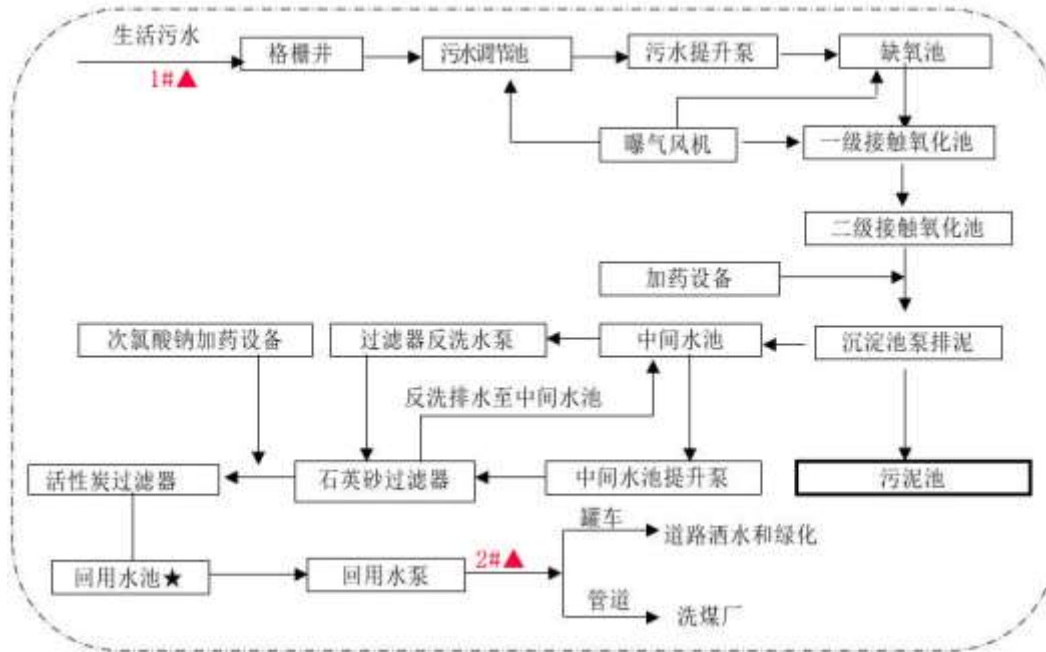 生活污水
1#▲
格栅井
污水调节池
污水提升泵
缺氧池
曝气风机
一级接触氧化池
二级接触氧化池
加药设备
次氯酸钠加药设备
过滤器反洗水泵
中间水池
沉淀池泵排泥
反洗排水至中间水池
活性炭过滤器
石英砂过滤器
中间水池提升泵
污泥池
罐车
道路洒水和绿化
回用水池★
回用水泵
2#▲
管道
洗煤厂